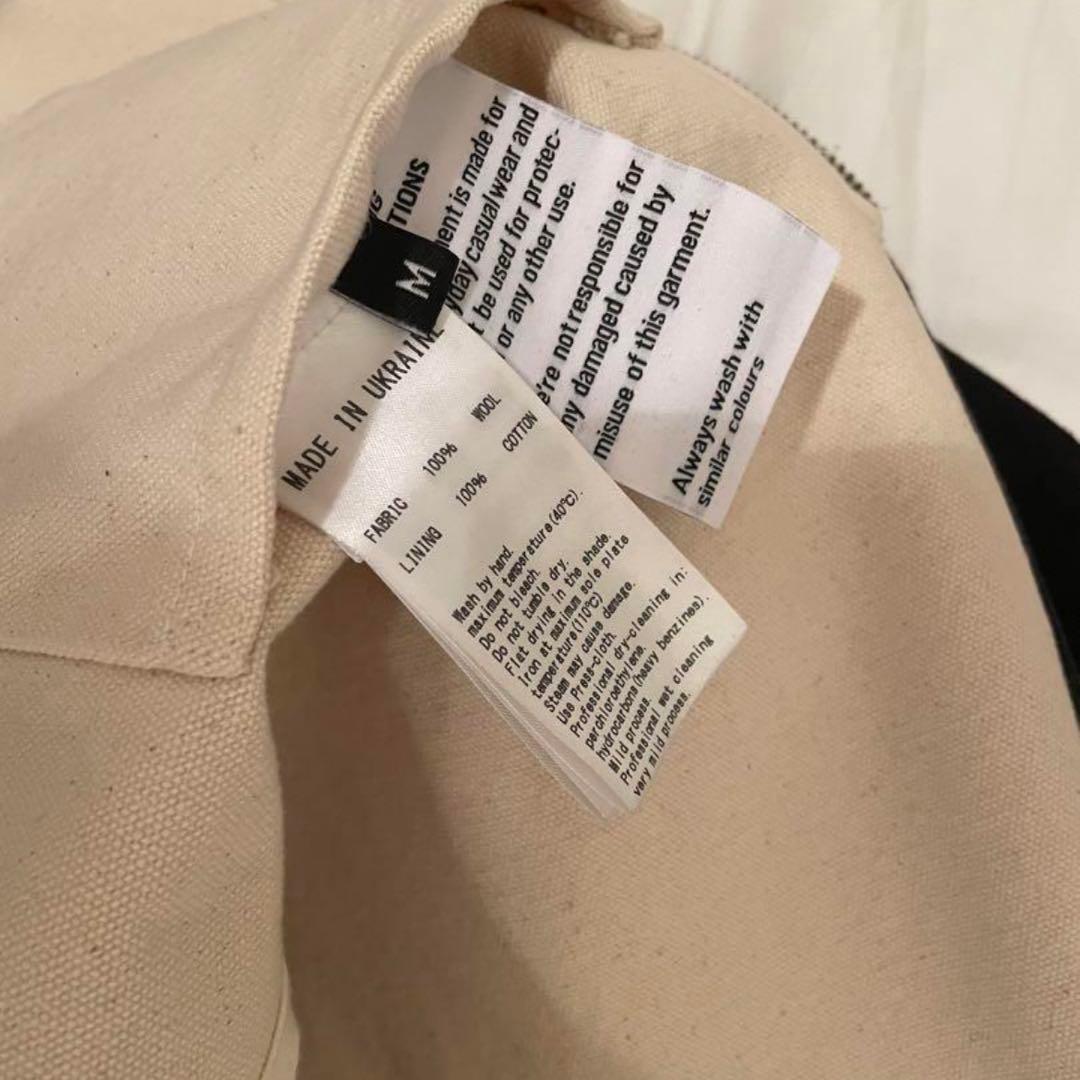 TIONS
M
is made for
casual wear and
be used for protec-
or any other use.
not responsible for
damaged caused by
misuse of this garment.
Always wash with
similar colours
MADE IN UKRAINE
FABRIC 100% WOOL
LINING 100% COTTON
Wash by hand.
maximum temperature(40℃).
Do not bleach.
Do not tumble dry.
Flat drying in the shade.
Iron at maximum sole plate
temperature(110℃)
Steam may cause damage.
Use Press-cloth.
Professional dry-cleaning in:
perchloroethylene.
hydrocarbons(heavy benzines).
Mild process.
Professional wet cleaning
very mild process.